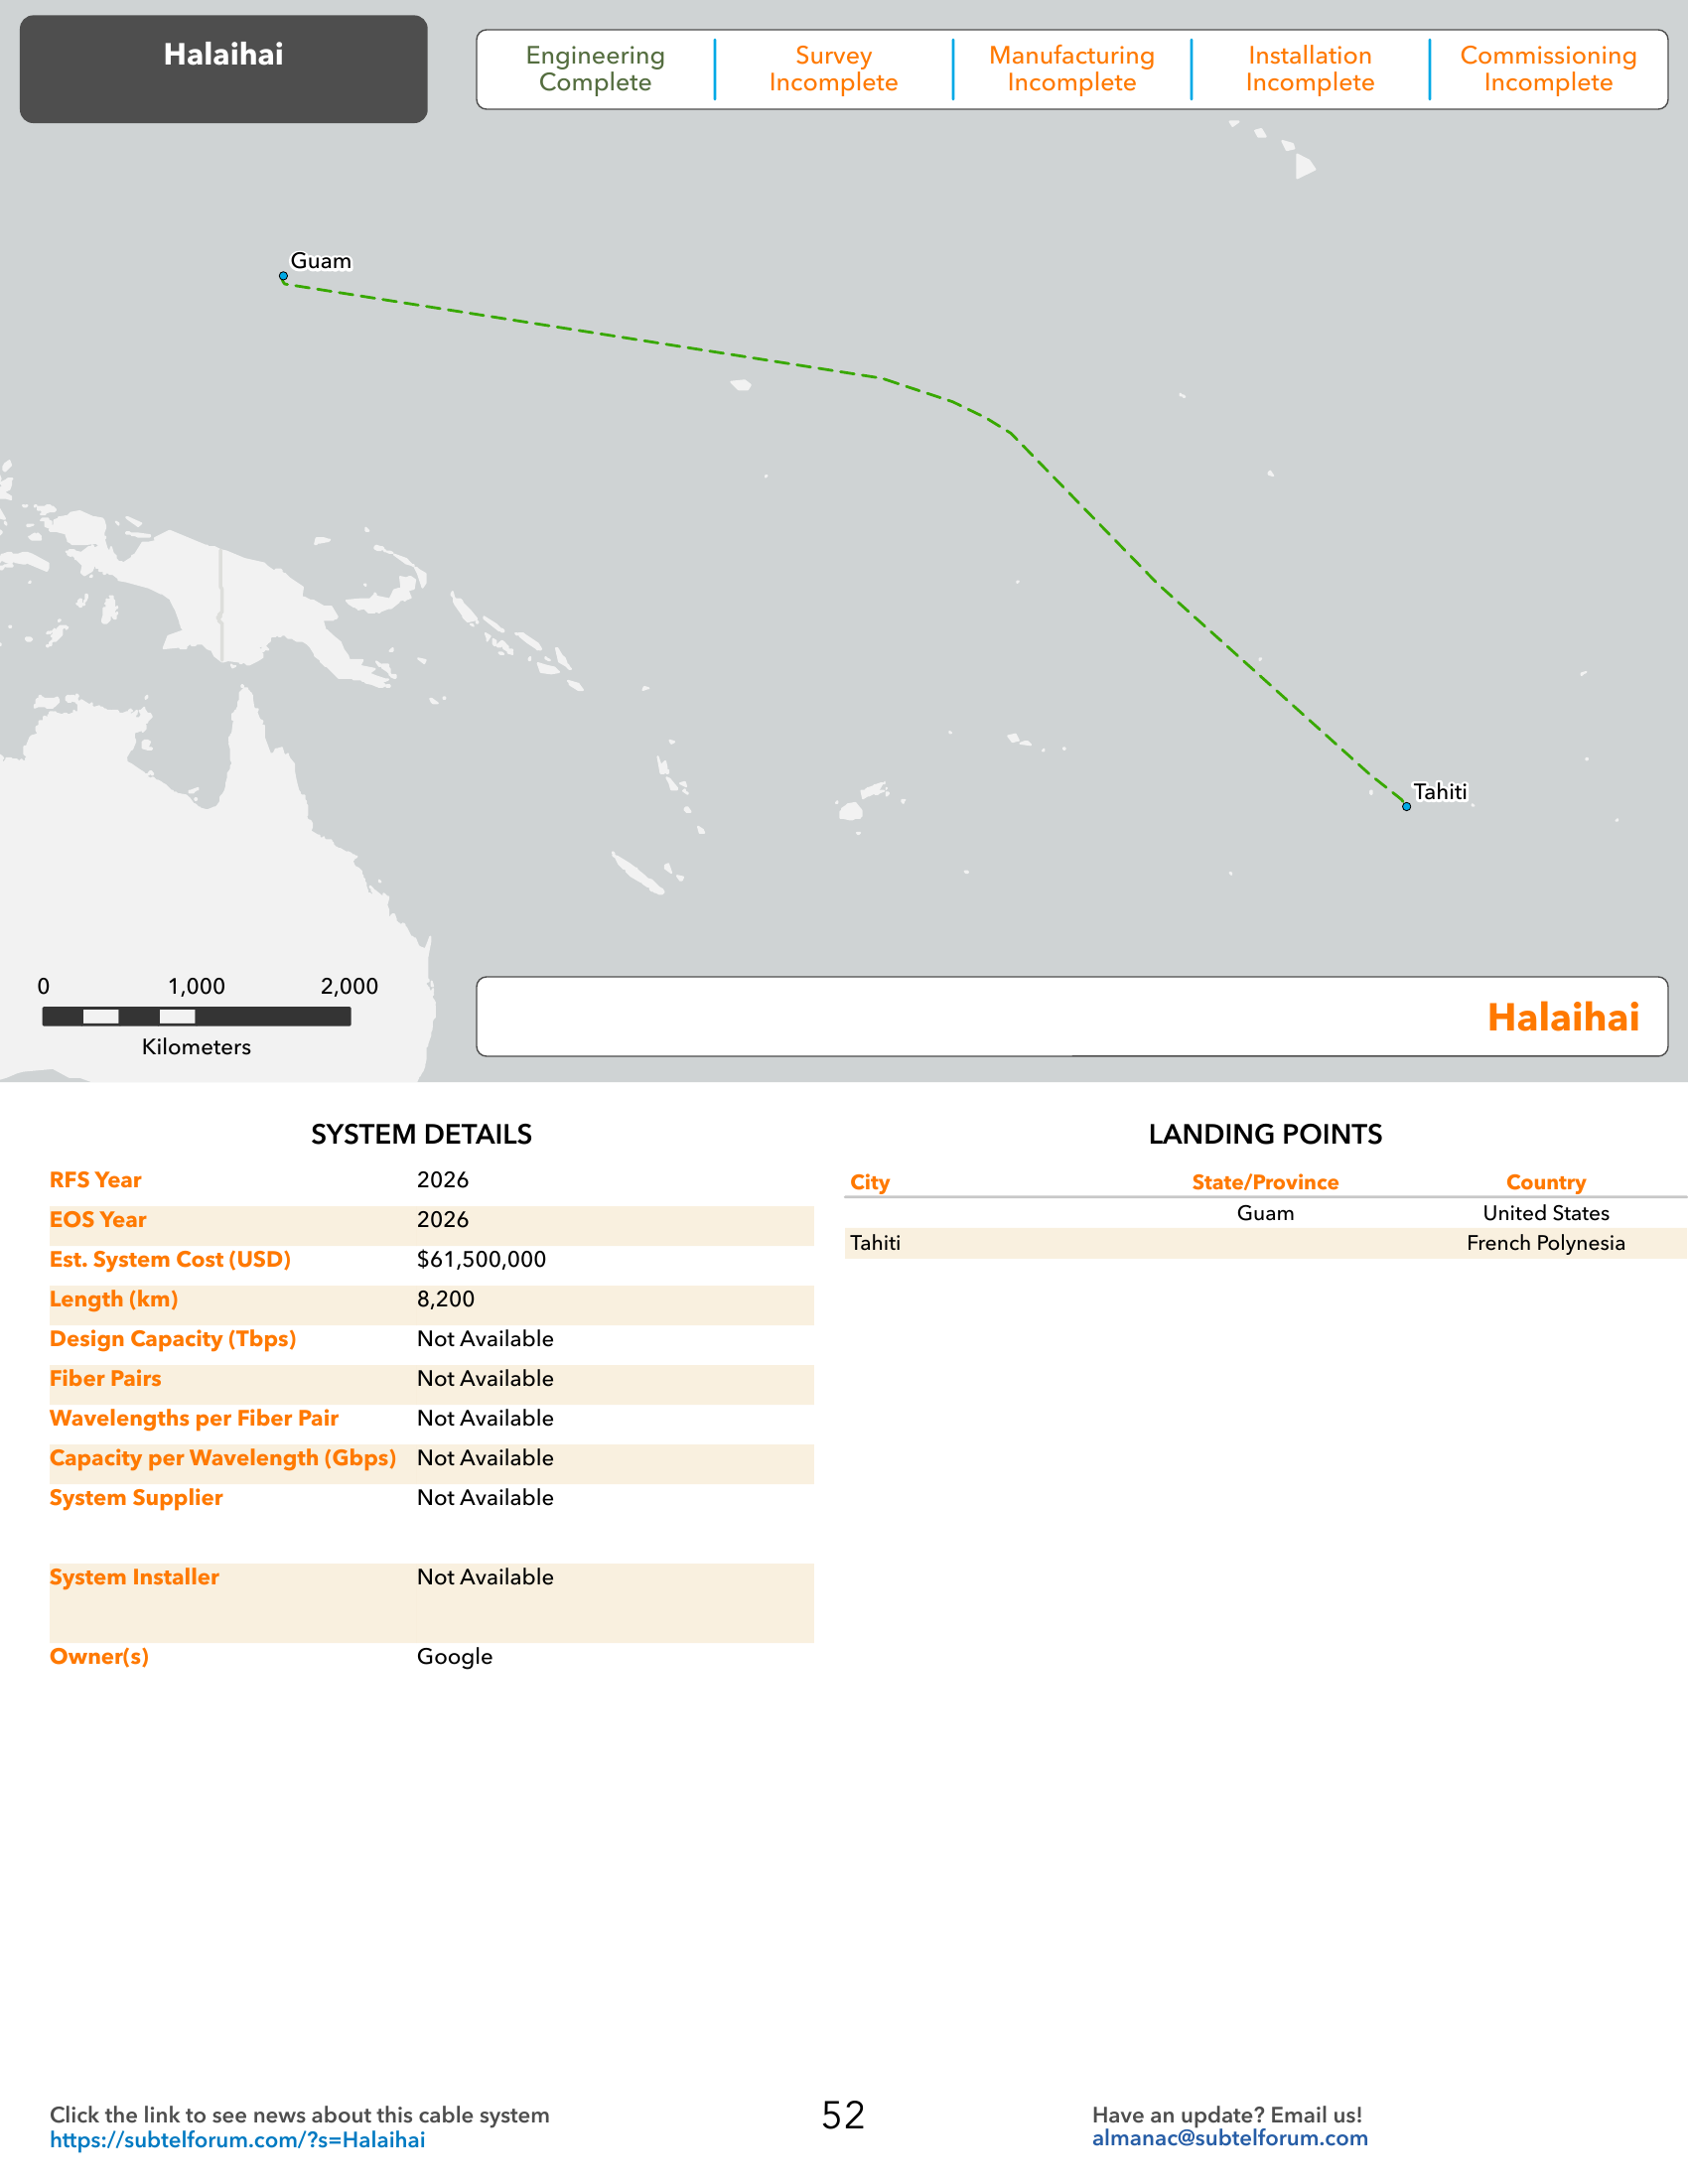 Halaihai
Engineering
Complete
Survey
Incomplete
Manufacturing
Incomplete
Installation
Incomplete
Commissioning
Incomplete
Guam
Tahiti
0 1,000 2,000
Kilometers
Halaihai
SYSTEM DETAILS
RFS Year 2026
EOS Year 2026
Est. System Cost (USD) $61,500,000
Length (km) 8,200
Design Capacity (Tbps) Not Available
Fiber Pairs Not Available
Wavelengths per Fiber Pair Not Available
Capacity per Wavelength (Gbps) Not Available
System Supplier Not Available
System Installer Not Available
Owner(s) Google
LANDING POINTS
City State/Province Country
Guam United States
Tahiti French Polynesia
Click the link to see news about this cable system
https://subtelforum.com/?s=Halaihai
52
Have an update? Email us!
almanac@subtelforum.com